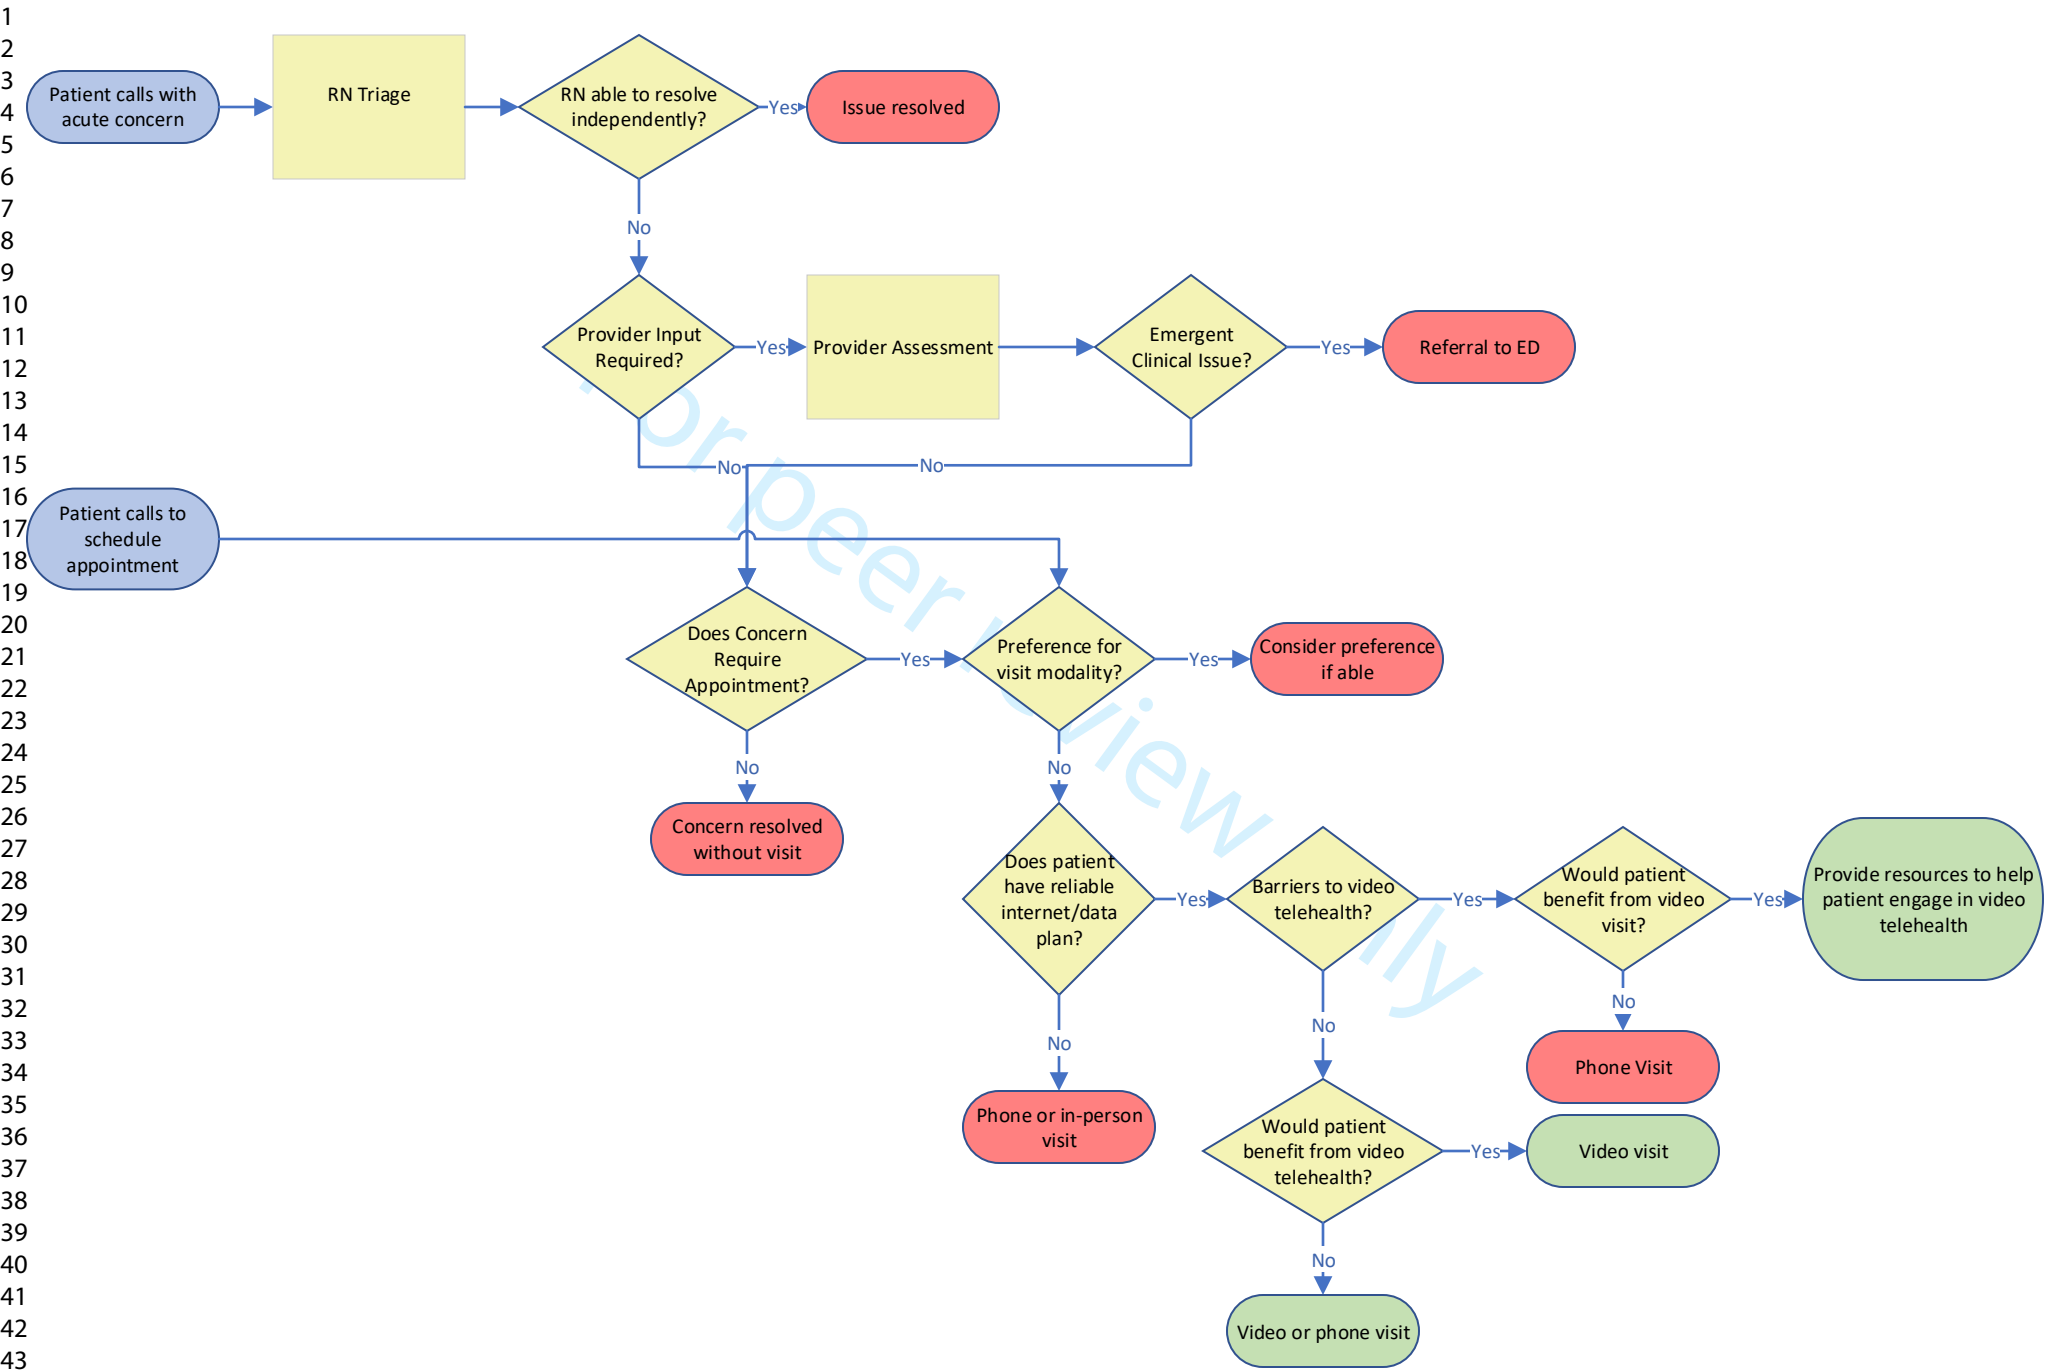 1
2
3
4
5
6
7
8
9
10
11
12
13
14
15
16
17
18
19
20
21
22
23
24
25
26
27
28
29
30
31
32
33
34
35
36
37
38
39
40
41
42
43
Patient calls with
acute concern
RN Triage
RN able to resolve
independently?
Yes
Issue resolved
No
Provider Input
Required?
Yes
Provider Assessment
Emergent
Clinical Issue?
Yes
Referral to ED
No
No
Patient calls to
schedule
appointment
Does Concern
Require
Appointment?
Yes
Preference for
visit modality?
Yes
Consider preference
if able
No
Concern resolved
without visit
No
Does patient
have reliable
internet/data
plan?
Yes
Barriers to video
telehealth?
Yes
Would patient
benefit from video
visit?
Yes
Provide resources to help
patient engage in video
telehealth
No
Phone or in-person
visit
No
No
Phone Visit
Would patient
benefit from video
telehealth?
Yes
Video visit
No
Video or phone visit
For peer review only